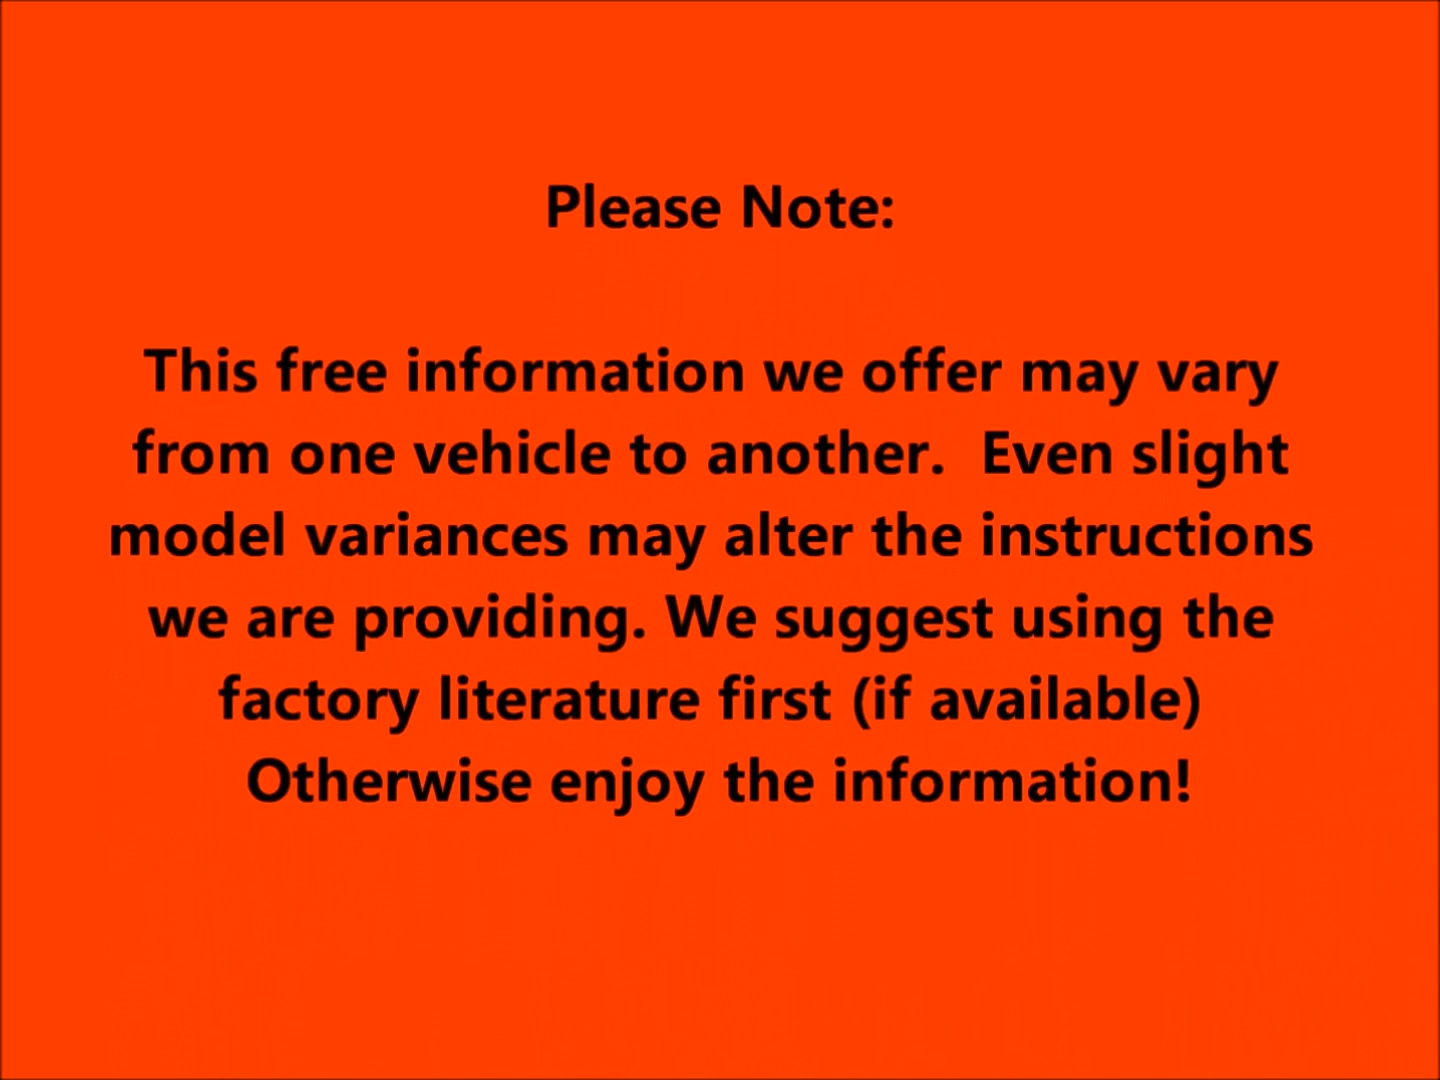 Please Note:
This free information we offer may vary
from one vehicle to another.  Even slight
model variances may alter the instructions
we are providing. We suggest using the
factory literature first (if available)
Otherwise enjoy the information!